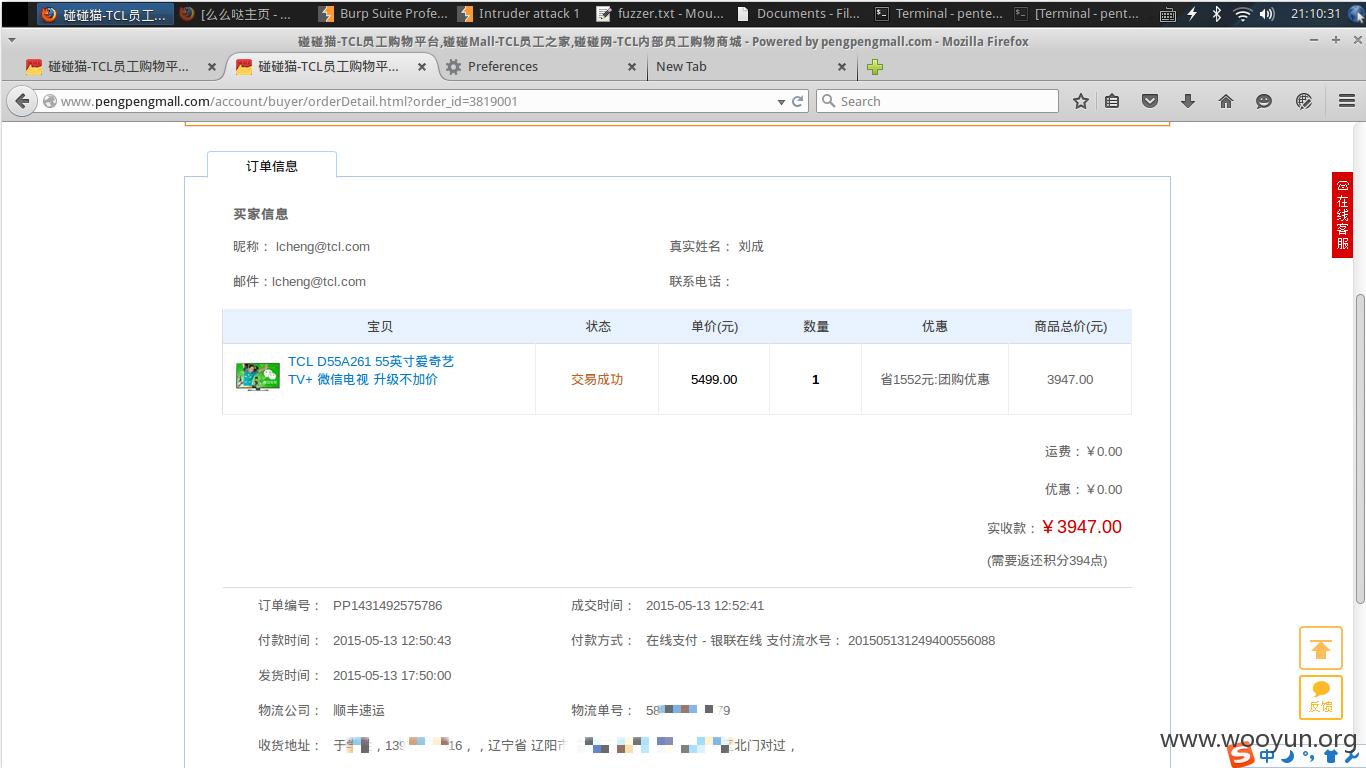 碰碰猫-TCL员工... [么么哒主页 - ... Burp Suite Profe... Intruder attack 1 fuzzer.txt - Mou... Documents - Fil... Terminal - pente... [Terminal - pent... 21:10:31
碰碰猫-TCL员工购物平台,碰碰Mall-TCL员工之家,碰碰网-TCL内部员工购物商城 - Powered by pengpengmall.com - Mozilla Firefox
碰碰猫-TCL员工购物平... 碰碰猫-TCL员工购物平... Preferences New Tab
www.pengpengmall.com/account/buyer/orderDetail.html?order_id=3819001 Search
订单信息
在线客服
买家信息
昵称: lcheng@tcl.com 真实姓名: 刘成
邮件:lcheng@tcl.com 联系电话:
宝贝 状态 单价(元) 数量 优惠 商品总价(元)
TCL D55A261 55英寸爱奇艺
TV+ 微信电视 升级不加价
交易成功 5499.00 1 省1552元:团购优惠 3947.00
运费:¥0.00
优惠:¥0.00
实收款: ¥3947.00
(需要返还积分394点)
订单编号: PP1431492575786 成交时间: 2015-05-13 12:52:41
付款时间: 2015-05-13 12:50:43 付款方式: 在线支付 - 银联在线 支付流水号: 201505131249400556088
发货时间: 2015-05-13 17:50:00
物流公司: 顺丰速运 物流单号: 58 79
收货地址: 于 , 139 16 , , 辽宁省 辽阳市 北门对过 ,
反馈
www.wooyun.org
中